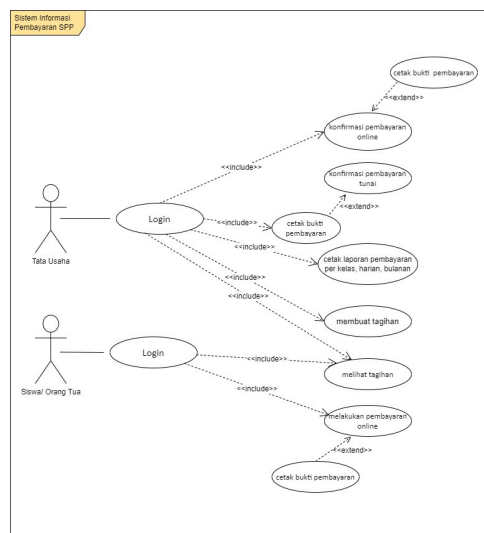 Sistem Informasi
Pembayaran SPP
cetak bukti pembayaran
<<extend>>
konfirmasi pembayaran
online
<<include>>
konfirmasi pembayaran
tunai
<<extend>>
Login
<<include>>
cetak bukti
pembayaran
Tata Usaha
<<include>>
cetak laporan pembayaran
per kelas, harian, bulanan
<<include>>
<<include>>
membuat tagihan
Login
<<include>>
melihat tagihan
Siswa/ Orang Tua
<<include>>
melakukan pembayaran
online
<<extend>>
cetak bukti pembayaran